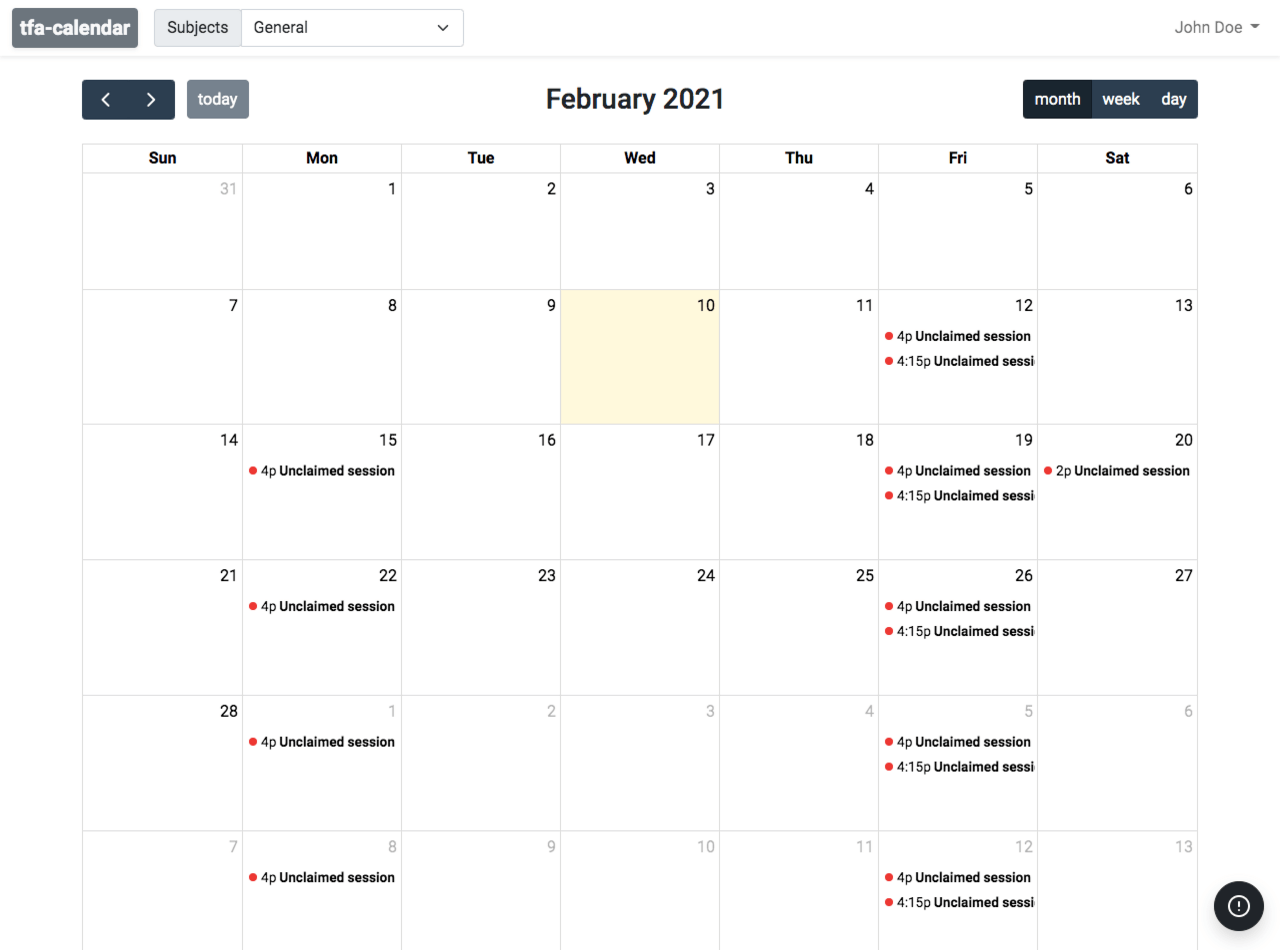 tfa-calendar Subjects General John Doe
today February 2021 month week day
Sun Mon Tue Wed Thu Fri Sat
31 1 2 3 4 5 6
7 8 9 10 11 12 13
4p Unclaimed session
4:15p Unclaimed sessi
14 15 16 17 18 19 20
4p Unclaimed session 4p Unclaimed session 2p Unclaimed session
4:15p Unclaimed sessi
21 22 23 24 25 26 27
4p Unclaimed session 4p Unclaimed session
4:15p Unclaimed sessi
28 1 2 3 4 5 6
4p Unclaimed session 4p Unclaimed session
4:15p Unclaimed sessi
7 8 9 10 11 12 13
4p Unclaimed session 4p Unclaimed session
4:15p Unclaimed sessi